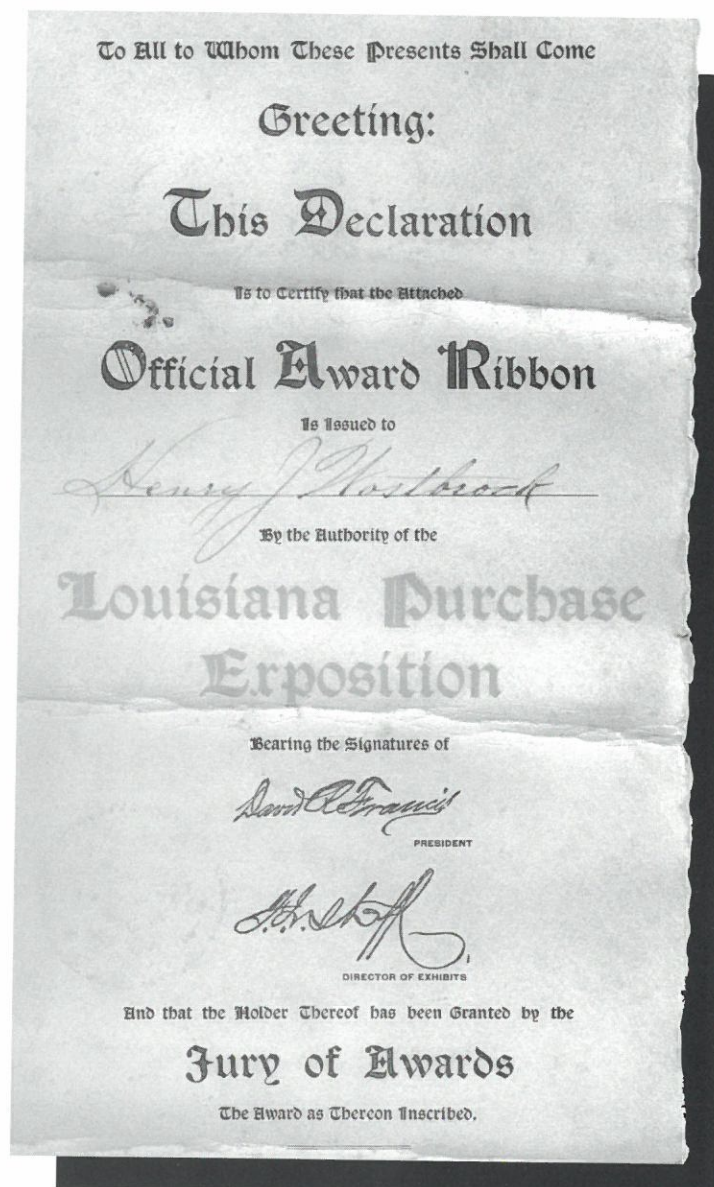 To All to Whom These Presents Shall Come
Greeting:
This Declaration
Is to Certify that the Attached
Official Award Ribbon
Is Issued to
Henry J Wostbrock
By the Authority of the
Louisiana Purchase
Exposition
Bearing the Signatures of
David R Francis
PRESIDENT
DIRECTOR OF EXHIBITS
And that the Holder Thereof has been Granted by the
Jury of Awards
The Award as Thereon Inscribed.